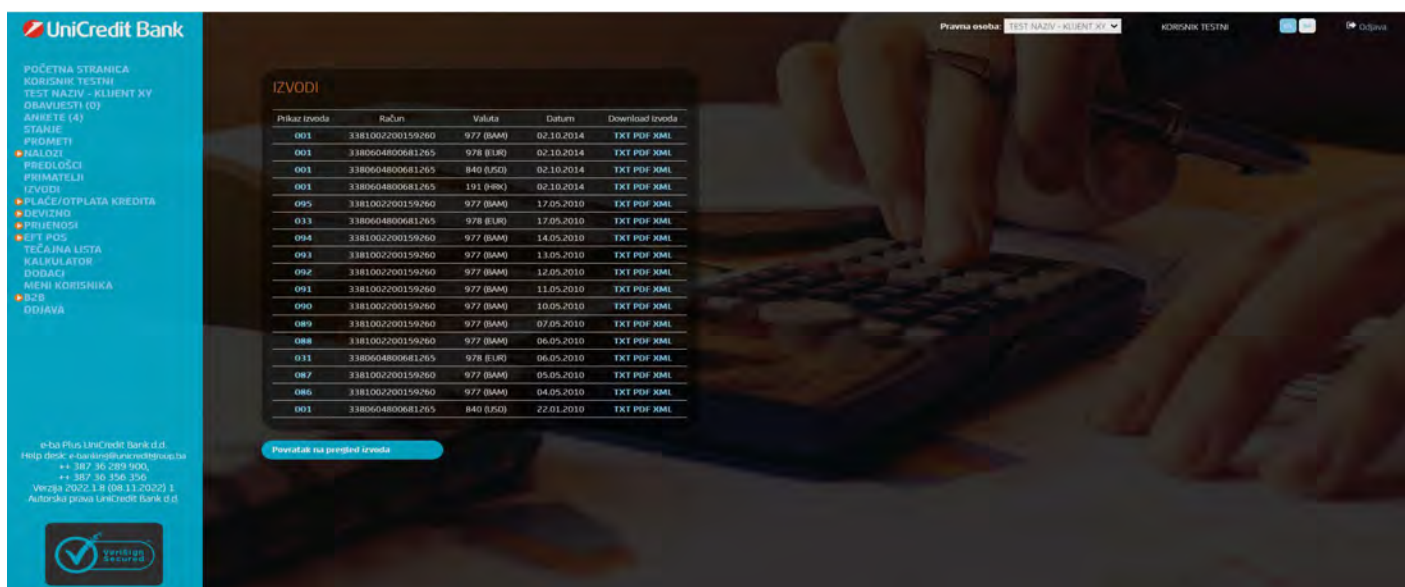 UniCredit Bank
Pravna osoba: TEST NAZIV - KLIJENT XY
KORISNIK TESTNI
Odjava
POČETNA STRANICA
KORISNIK TESTNI
TEST NAZIV - KLIJENT XY
OBAVIJESTI (0)
ANKETE (4)
STANJE
PROMETI
NALOZI
PREDLOŠCI
PRIMATELJI
IZVODI
PLAĆE/OTPLATA KREDITA
DEVIZNO
PRIJENOSI
EFT POS
TEČAJNA LISTA
KALKULATOR
DODACI
MENI KORISNIKA
B2B
ODJAVA
IZVODI
Prikaz izvoda Račun Valuta Datum Download izvoda
001 3381002200159260 977 (BAM) 02.10.2014 TXT PDF XML
001 3380604800681265 978 (EUR) 02.10.2014 TXT PDF XML
001 3380604800681265 840 (USD) 02.10.2014 TXT PDF XML
001 3380604800681265 191 (HRK) 02.10.2014 TXT PDF XML
095 3381002200159260 977 (BAM) 17.05.2010 TXT PDF XML
033 3380604800681265 978 (EUR) 17.05.2010 TXT PDF XML
094 3381002200159260 977 (BAM) 14.05.2010 TXT PDF XML
093 3381002200159260 977 (BAM) 13.05.2010 TXT PDF XML
092 3381002200159260 977 (BAM) 12.05.2010 TXT PDF XML
091 3381002200159260 977 (BAM) 11.05.2010 TXT PDF XML
090 3381002200159260 977 (BAM) 10.05.2010 TXT PDF XML
089 3381002200159260 977 (BAM) 07.05.2010 TXT PDF XML
088 3381002200159260 977 (BAM) 06.05.2010 TXT PDF XML
031 3380604800681265 978 (EUR) 06.05.2010 TXT PDF XML
087 3381002200159260 977 (BAM) 05.05.2010 TXT PDF XML
086 3381002200159260 977 (BAM) 04.05.2010 TXT PDF XML
001 3380604800681265 840 (USD) 22.01.2010 TXT PDF XML
Povratak na pregled izvoda
e-ba Plus UniCredit Bank d.d.
Help desk: e-banking@unicreditgroup.ba
++ 387 36 289 900,
++ 387 36 356 356
Verzija 2022.1.8 (08.11.2022) 1
Autorska prava UniCredit Bank d.d.
VeriSign
Secured